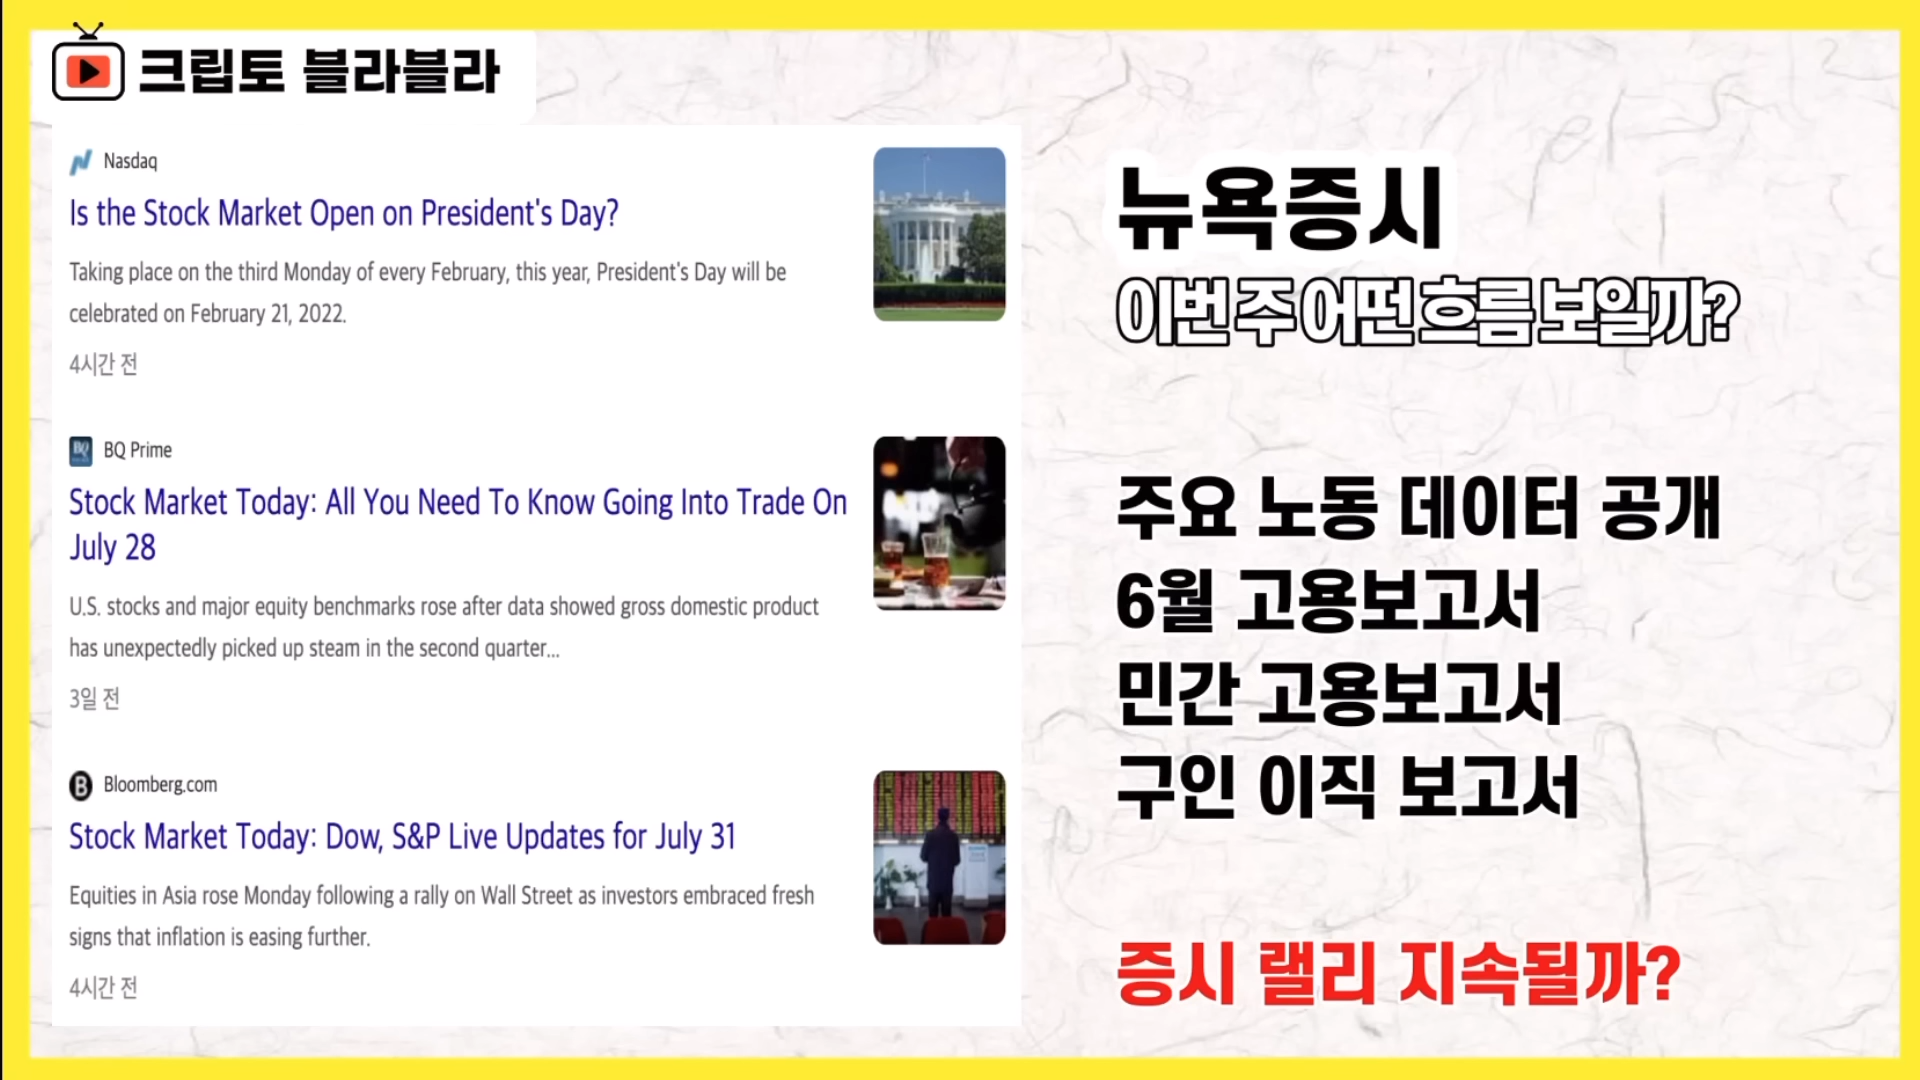 크립토 블라블라
Nasdaq
Is the Stock Market Open on President's Day?
Taking place on the third Monday of every February, this year, President's Day will be
celebrated on February 21, 2022.
4시간 전
BQ Prime
Stock Market Today: All You Need To Know Going Into Trade On
July 28
U.S. stocks and major equity benchmarks rose after data showed gross domestic product
has unexpectedly picked up steam in the second quarter...
3일 전
Bloomberg.com
Stock Market Today: Dow, S&P Live Updates for July 31
Equities in Asia rose Monday following a rally on Wall Street as investors embraced fresh
signs that inflation is easing further.
4시간 전
뉴욕증시
이번 주 어떤 흐름 보일까?
주요 노동 데이터 공개
6월 고용보고서
민간 고용보고서
구인 이직 보고서
증시 랠리 지속될까?